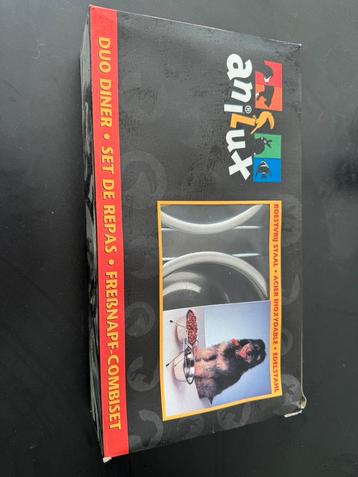 anilux
DUO DINER • SET DE REPAS • FREßNAPF-COMBISET
ROESTVRIJ STAAL • ACIER INOXYDABLE • EDELSTAHL